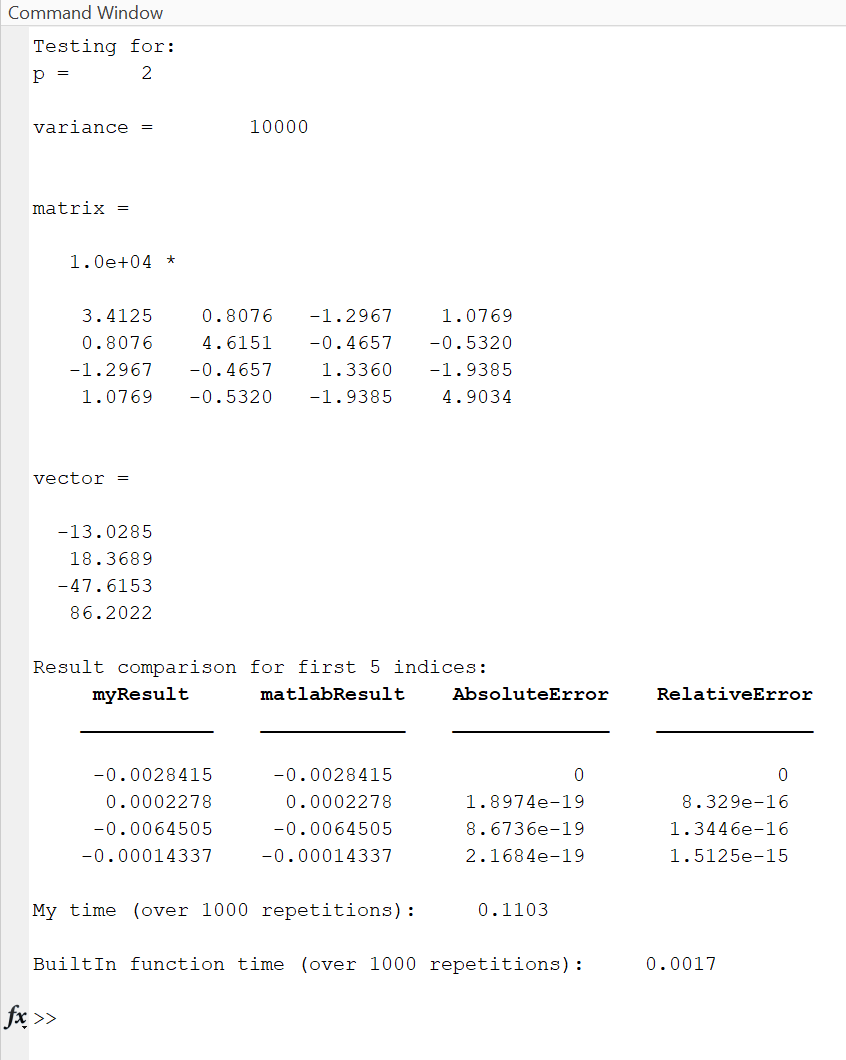 Command Window
Testing for:
p = 2
variance = 10000
matrix =
1.0e+04 *
3.4125 0.8076 -1.2967 1.0769
0.8076 4.6151 -0.4657 -0.5320
-1.2967 -0.4657 1.3360 -1.9385
1.0769 -0.5320 -1.9385 4.9034
vector =
-13.0285
18.3689
-47.6153
86.2022
Result comparison for first 5 indices:
myResult matlabResult AbsoluteError RelativeError
-0.0028415 -0.0028415 0 0
0.0002278 0.0002278 1.8974e-19 8.329e-16
-0.0064505 -0.0064505 8.6736e-19 1.3446e-16
-0.00014337 -0.00014337 2.1684e-19 1.5125e-15
My time (over 1000 repetitions): 0.1103
BuiltIn function time (over 1000 repetitions): 0.0017
fx >>